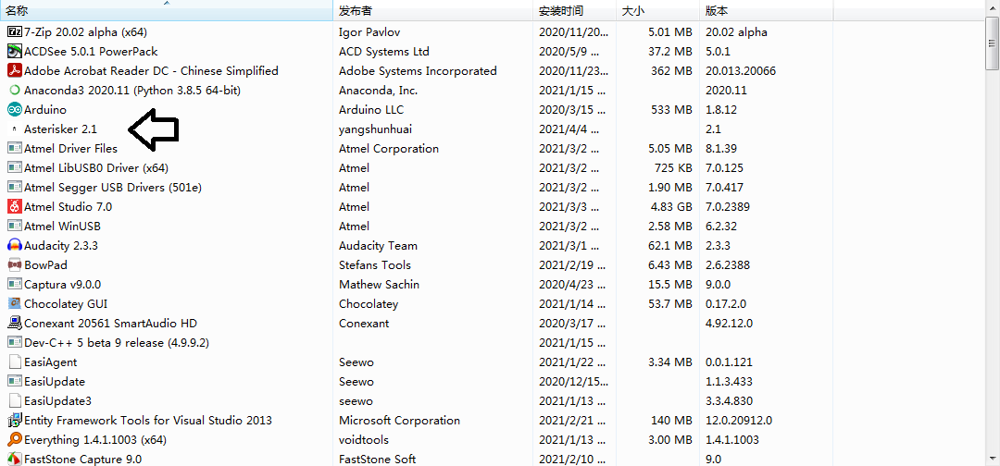 名称 发布者 安装时间 大小 版本
7-Zip 20.02 alpha (x64) Igor Pavlov 2020/11/20... 5.01 MB 20.02 alpha
ACDSee 5.0.1 PowerPack ACD Systems Ltd 2020/5/9 ... 37.2 MB 5.0.1
Adobe Acrobat Reader DC - Chinese Simplified Adobe Systems Incorporated 2020/11/23... 362 MB 20.013.20066
Anaconda3 2020.11 (Python 3.8.5 64-bit) Anaconda, Inc. 2021/1/15 ... 2020.11
Arduino Arduino LLC 2020/3/15 ... 533 MB 1.8.12
Asterisker 2.1 yangshunhuai 2021/4/4 ... 2.1
Atmel Driver Files Atmel Corporation 2021/3/2 ... 5.05 MB 8.1.39
Atmel LibUSB0 Driver (x64) Atmel 2021/3/2 ... 725 KB 7.0.125
Atmel Segger USB Drivers (501e) Atmel 2021/3/2 ... 1.90 MB 7.0.417
Atmel Studio 7.0 Atmel 2021/3/3 ... 4.83 GB 7.0.2389
Atmel WinUSB Atmel 2021/3/2 ... 2.58 MB 6.2.32
Audacity 2.3.3 Audacity Team 2021/3/1 ... 62.1 MB 2.3.3
BowPad Stefans Tools 2021/2/19 ... 6.43 MB 2.6.2388
Captura v9.0.0 Mathew Sachin 2020/4/23 ... 15.5 MB 9.0.0
Chocolatey GUI Chocolatey 2021/1/14 ... 53.7 MB 0.17.2.0
Conexant 20561 SmartAudio HD Conexant 2020/3/17 ... 4.92.12.0
Dev-C++ 5 beta 9 release (4.9.9.2) 2021/1/15 ...
EasiAgent Seewo 2021/1/22 ... 3.34 MB 0.0.1.121
EasiUpdate Seewo 2020/12/15... 1.1.3.433
EasiUpdate3 seewo 2021/1/13 ... 3.3.4.830
Entity Framework Tools for Visual Studio 2013 Microsoft Corporation 2021/2/21 ... 140 MB 12.0.20912.0
Everything 1.4.1.1003 (x64) voidtools 2021/1/13 ... 3.00 MB 1.4.1.1003
FastStone Capture 9.0 FastStone Soft 2021/2/10 ... 9.0